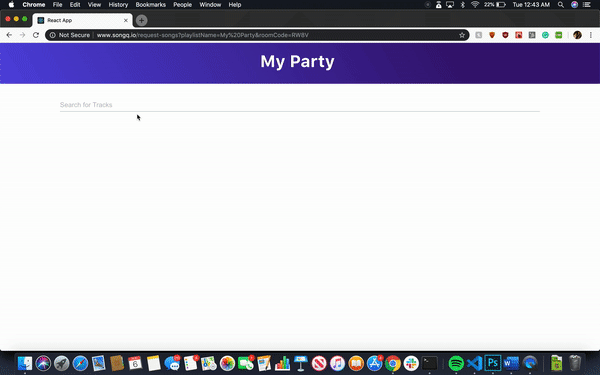 Chrome File Edit View History Bookmarks People Window Help 22% Tue 12:43 AM
React App
Not Secure www.songq.io/request-songs?playlistName=My%20Party&roomCode=RW8V
My Party
Search for Tracks